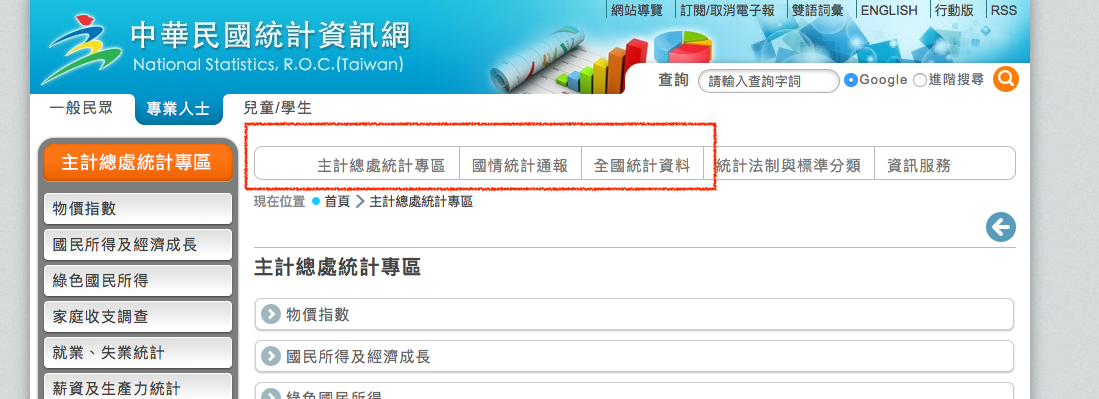 網站導覽 | 訂閱/取消電子報 | 雙語詞彙 | ENGLISH | 行動版 | RSS
中華民國統計資訊網
National Statistics, R.O.C.(Taiwan)
查詢 請輸入查詢字詞 Google 進階搜尋
一般民眾 專業人士 兒童/學生
主計總處統計專區
主計總處統計專區 國情統計通報 全國統計資料 統計法制與標準分類 資訊服務
現在位置 首頁 主計總處統計專區
物價指數
國民所得及經濟成長
綠色國民所得
家庭收支調查
就業、失業統計
薪資及生產力統計
主計總處統計專區
物價指數
國民所得及經濟成長
綠色國民所得